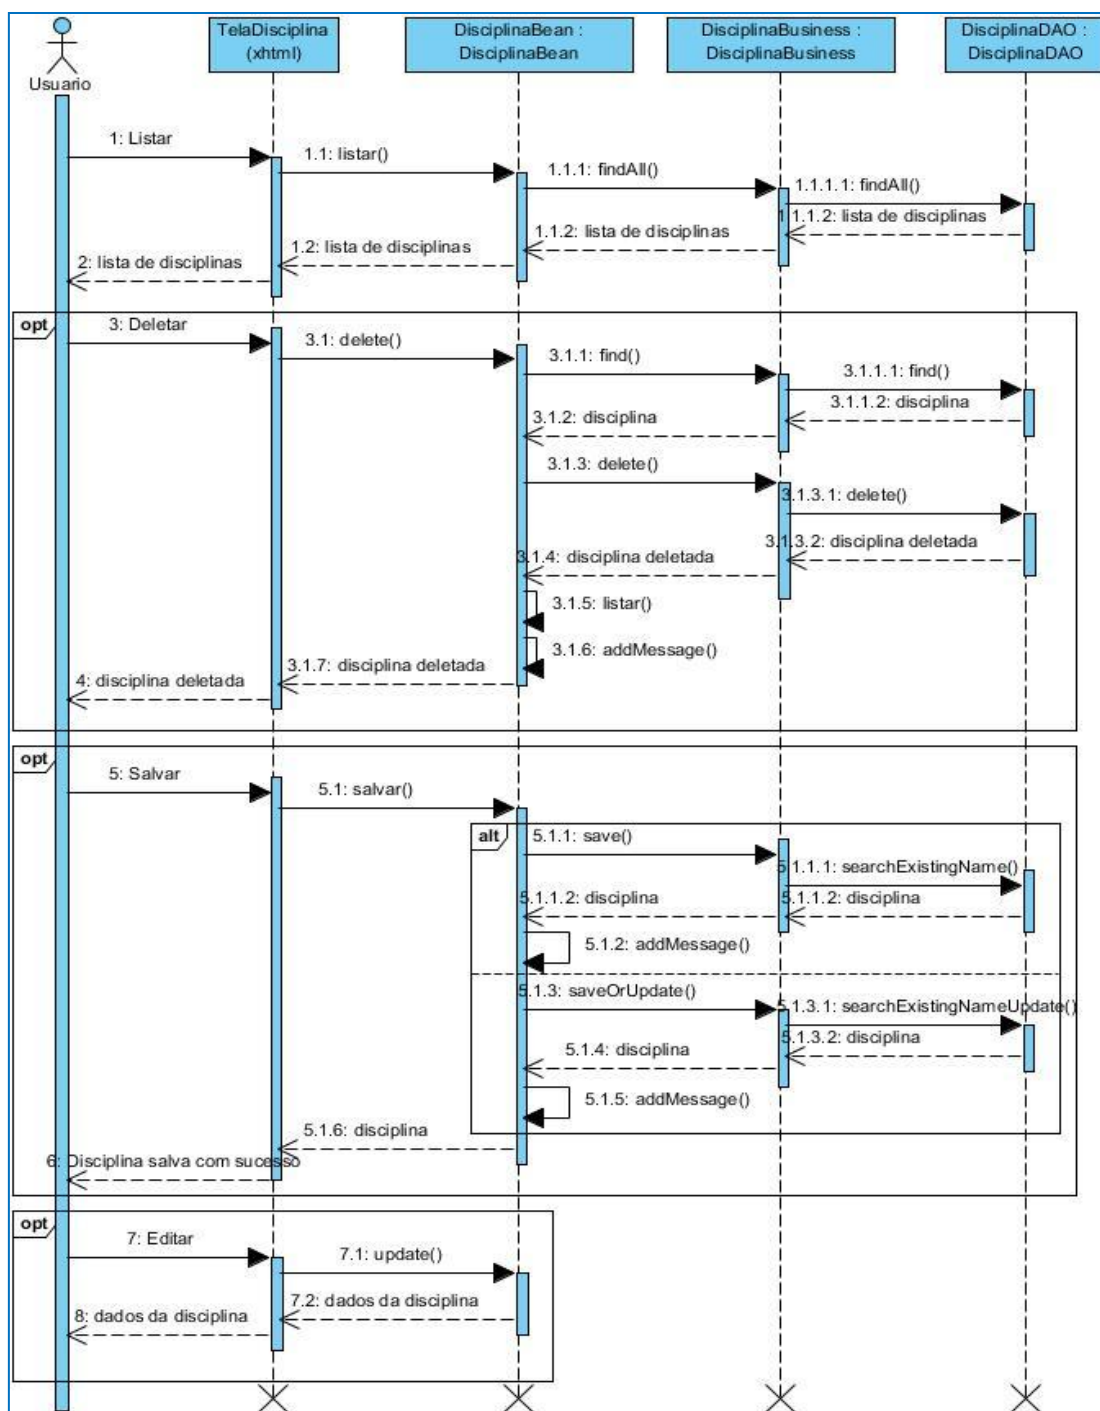 Usuario
TelaDisciplina
(xhtml)
DisciplinaBean :
DisciplinaBean
DisciplinaBusiness :
DisciplinaBusiness
DisciplinaDAO :
DisciplinaDAO
1: Listar
1.1: listar()
1.1.1: findAll()
1.1.1.1: findAll()
1.1.1.2: lista de disciplinas
1.1.2: lista de disciplinas
1.2: lista de disciplinas
2: lista de disciplinas
opt
3: Deletar
3.1: delete()
3.1.1: find()
3.1.1.1: find()
3.1.1.2: disciplina
3.1.2: disciplina
3.1.3: delete()
3.1.3.1: delete()
3.1.3.2: disciplina deletada
3.1.4: disciplina deletada
3.1.5: listar()
3.1.6: addMessage()
3.1.7: disciplina deletada
4: disciplina deletada
opt
5: Salvar
5.1: salvar()
alt
5.1.1: save()
5.1.1.1: searchExistingName()
5.1.1.2: disciplina
5.1.1.2: disciplina
5.1.2: addMessage()
5.1.3: saveOrUpdate()
5.1.3.1: searchExistingNameUpdate()
5.1.3.2: disciplina
5.1.4: disciplina
5.1.5: addMessage()
5.1.6: disciplina
6: Disciplina salva com sucesso
opt
7: Editar
7.1: update()
7.2: dados da disciplina
8: dados da disciplina